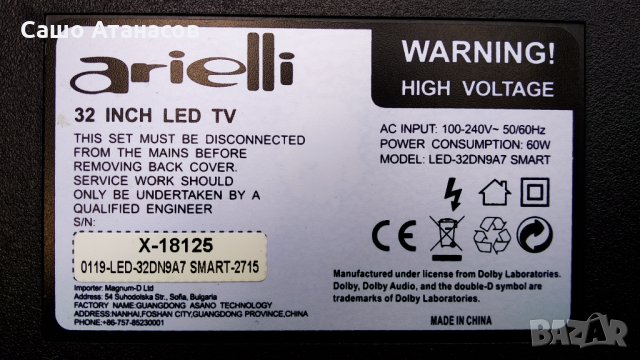 Сашо Атанасов
arielli
32 INCH LED TV
THIS SET MUST BE DISCONNECTED
FROM THE MAINS BEFORE
REMOVING BACK COVER.
SERVICE WORK SHOULD
ONLY BE UNDERTAKEN BY A
QUALIFIED ENGINEER
S/N:
X-18125
0119-LED-32DN9A7 SMART-2715
Importer: Magnum-D Ltd
Address: 54 Suhodolska Str., Sofia, Bulgaria
FACTORY NAME:GUANGDONG ASANO TECHNOLOGY
ADDRESS:NANHAI,FOSHAN CITY,GUANGDONG PROVINCE,CHINA
PHONE:+86-757-85230001
WARNING!
HIGH VOLTAGE
AC INPUT: 100-240V~ 50/60Hz
POWER CONSUMPTION: 60W
MODEL: LED-32DN9A7 SMART
CE
Manufactured under license from Dolby Laboratories.
Dolby, Dolby Audio, and the double-D symbol are
trademarks of Dolby Laboratories.
MADE IN CHINA
BAZAR.BG